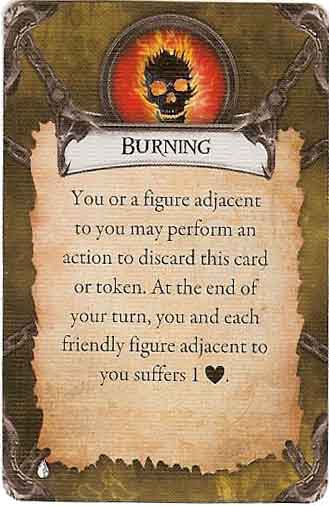 BURNING
You or a figure adjacent
to you may perform an
action to discard this card
or token. At the end of
your turn, you and each
friendly figure adjacent to
you suffers 1 ♥.